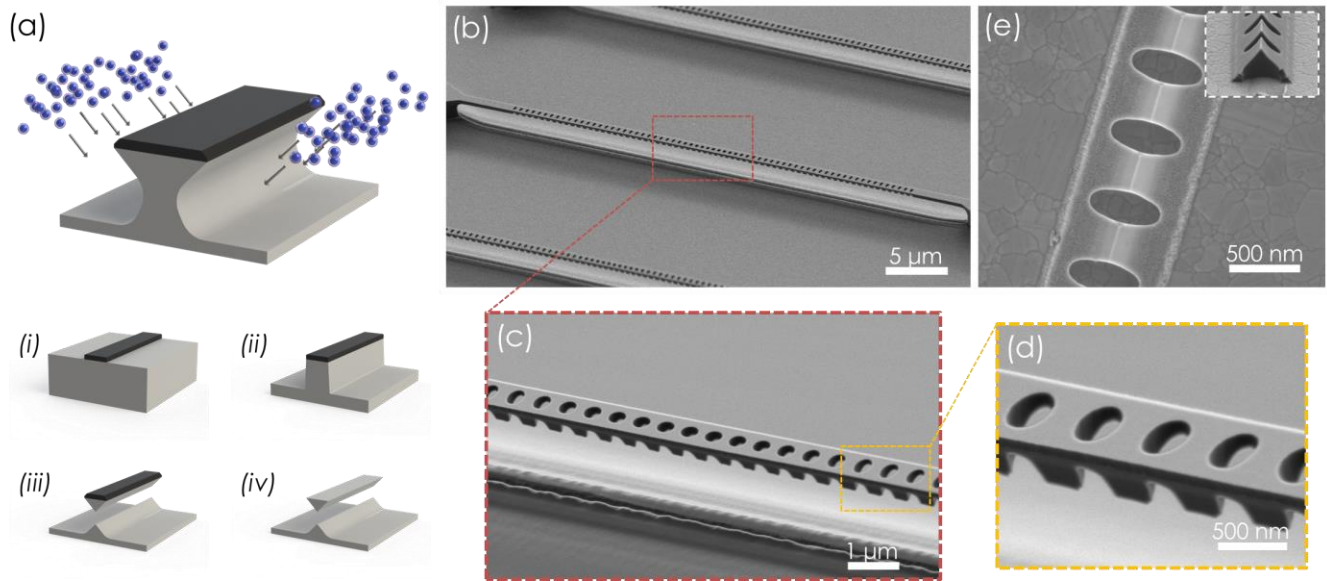 (a)
(b)
(e)
5 µm
500 nm
(i)
(ii)
(c)
(d)
(iii)
(iv)
1 µm
500 nm